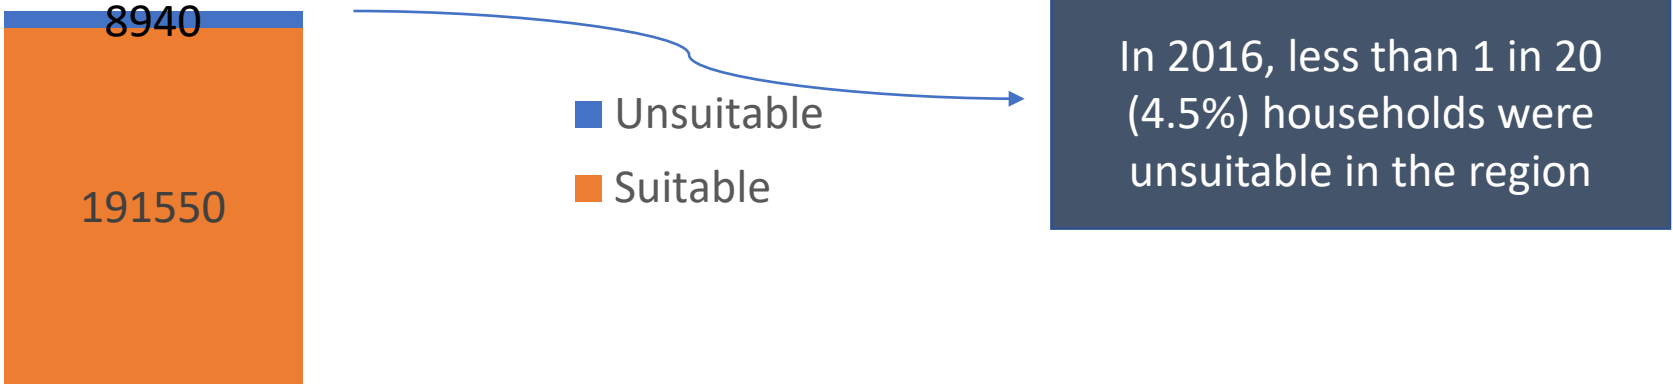 8940
191550
Unsuitable
Suitable
In 2016, less than 1 in 20
(4.5%) households were
unsuitable in the region